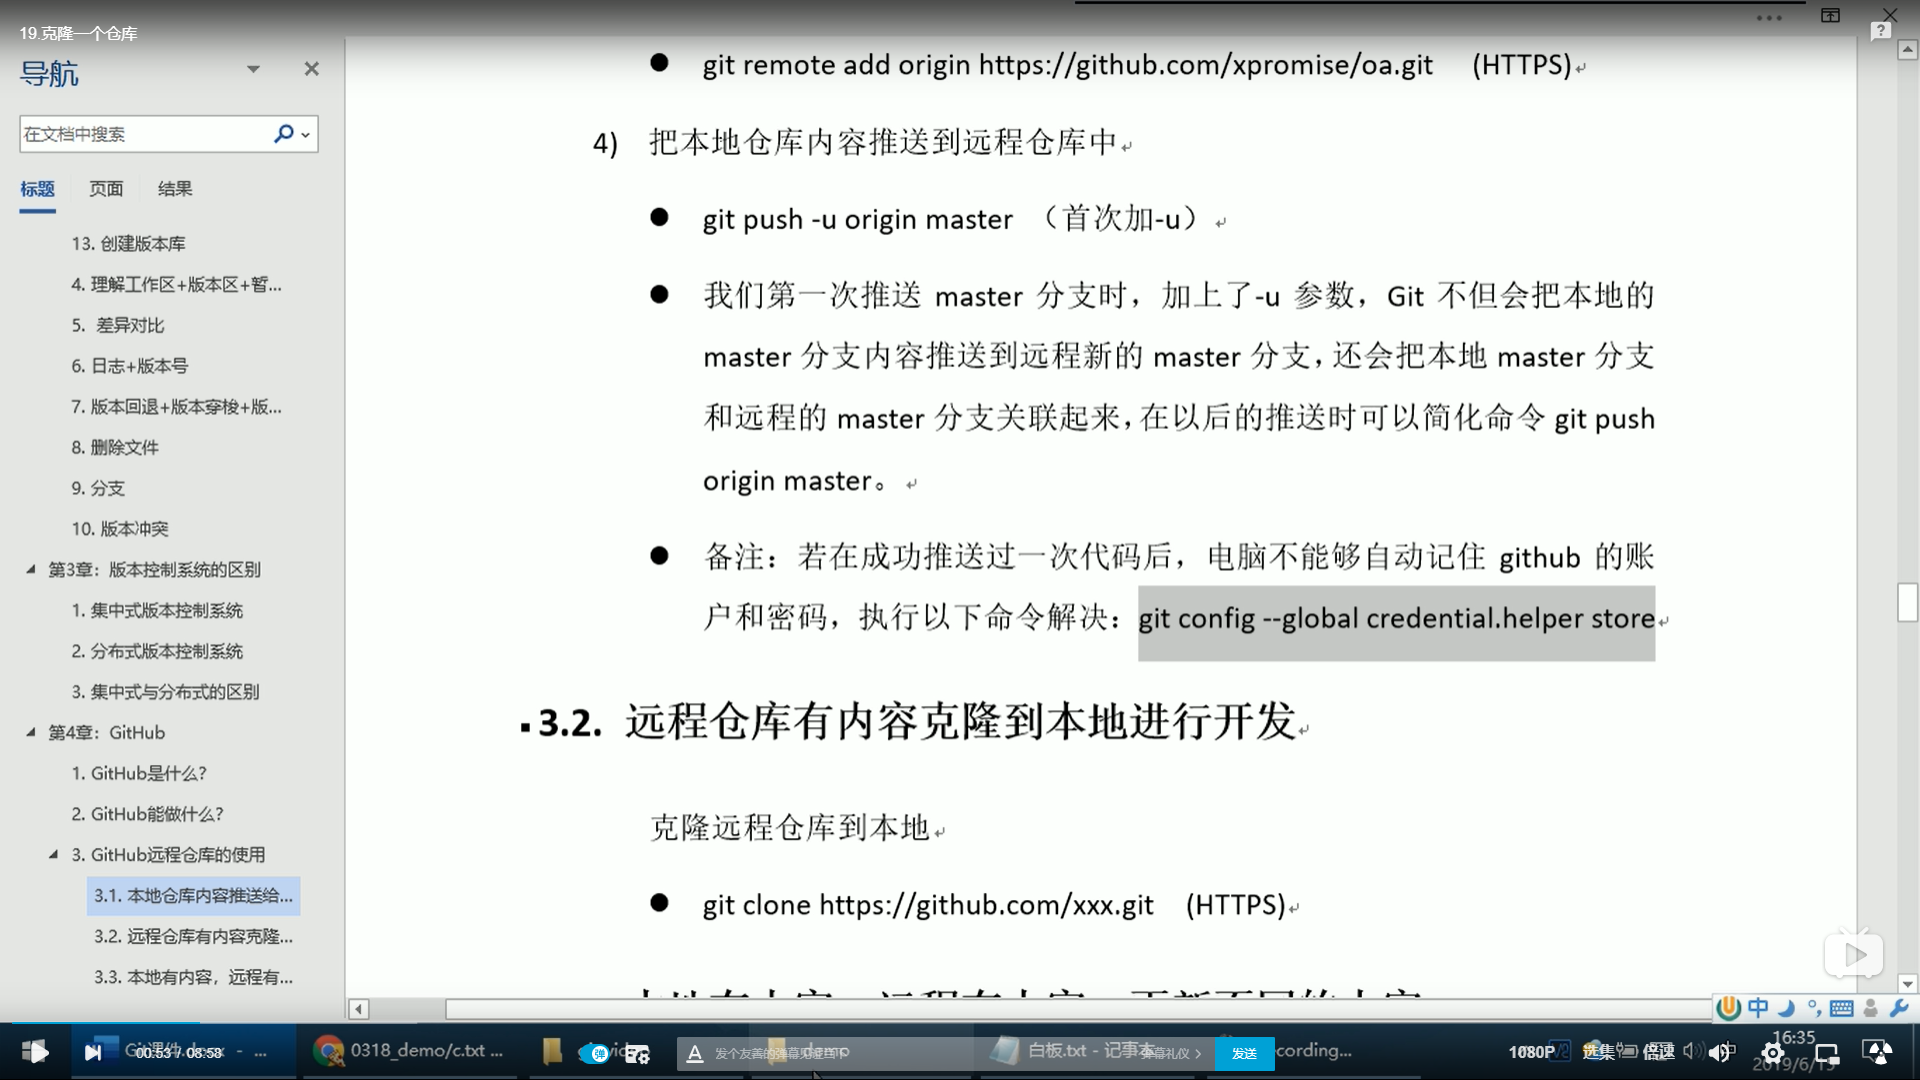 19.克隆一个仓库
导航
在文档中搜索
标题 页面 结果
13. 创建版本库
4. 理解工作区+版本区+暂...
5. 差异对比
6. 日志+版本号
7. 版本回退+版本穿梭+版...
8. 删除文件
9. 分支
10. 版本冲突
第3章：版本控制系统的区别
1. 集中式版本控制系统
2. 分布式版本控制系统
3. 集中式与分布式的区别
第4章：GitHub
1. GitHub是什么?
2. GitHub能做什么?
3. GitHub远程仓库的使用
3.1. 本地仓库内容推送给...
3.2. 远程仓库有内容克隆...
3.3. 本地有内容，远程有...
● git remote add origin https://github.com/xpromise/oa.git (HTTPS)
4) 把本地仓库内容推送到远程仓库中
● git push -u origin master （首次加-u）
● 我们第一次推送 master 分支时，加上了-u 参数，Git 不但会把本地的
master 分支内容推送到远程新的 master 分支，还会把本地 master 分支
和远程的 master 分支关联起来，在以后的推送时可以简化命令 git push
origin master。
● 备注：若在成功推送过一次代码后，电脑不能够自动记住 github 的账
户和密码，执行以下命令解决：git config --global credential.helper store
3.2. 远程仓库有内容克隆到本地进行开发
克隆远程仓库到本地
● git clone https://github.com/xxx.git (HTTPS)
中
00:53 / 08:58
0318_demo/c.txt ...
发个友善的弹幕见证当下
白板.txt - 记事本
弹幕礼仪
发送
cording...
1080P
选集
倍速
16:35